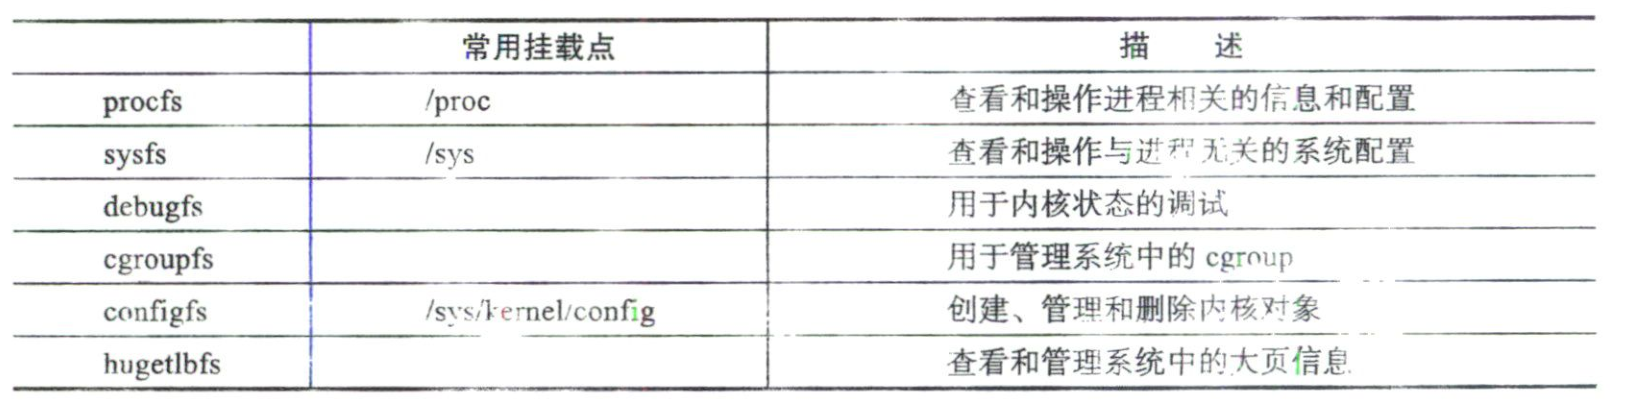 常用挂载点 描 述
procfs /proc 查看和操作进程相关的信息和配置
sysfs /sys 查看和操作与进程无关的系统配置
debugfs 用于内核状态的调试
cgroupfs 用于管理系统中的 cgroup
configfs /sys/kernel/config 创建、管理和删除内核对象
hugetlbfs 查看和管理系统中的大页信息